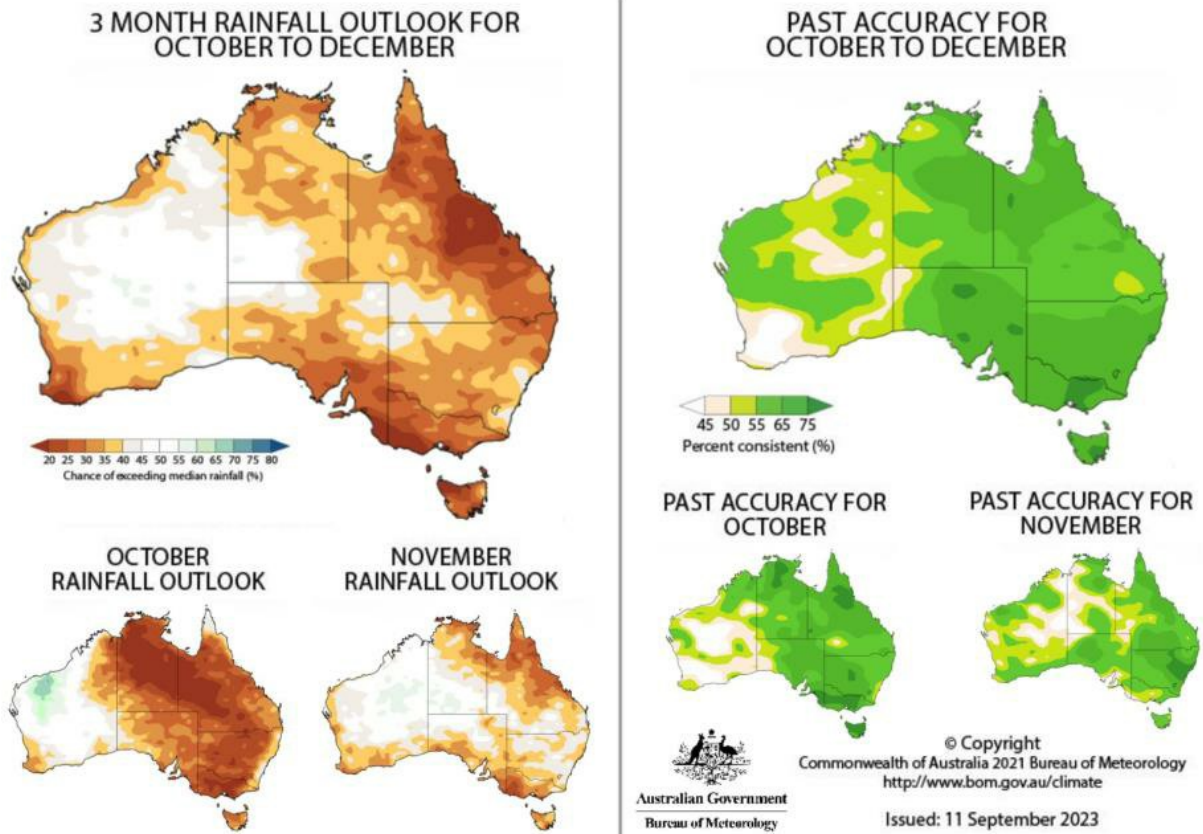 3 MONTH RAINFALL OUTLOOK FOR
OCTOBER TO DECEMBER
20 25 30 35 40 45 50 55 60 65 70 75 80
Chance of exceeding median rainfall (%)
OCTOBER
RAINFALL OUTLOOK
NOVEMBER
RAINFALL OUTLOOK
PAST ACCURACY FOR
OCTOBER TO DECEMBER
45 50 55 65 75
Percent consistent (%)
PAST ACCURACY FOR
OCTOBER
PAST ACCURACY FOR
NOVEMBER
Australian Government
Bureau of Meteorology
© Copyright
Commonwealth of Australia 2021 Bureau of Meteorology
http://www.bom.gov.au/climate
Issued: 11 September 2023